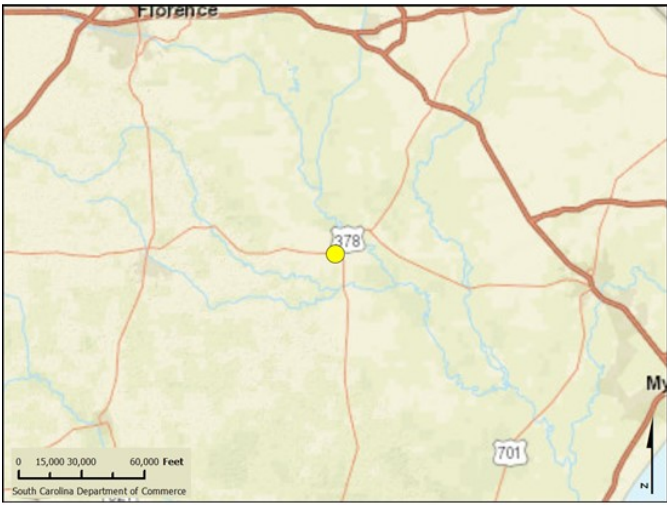 Florence
378
My
701
0 15,000 30,000 60,000 Feet
South Carolina Department of Commerce
N